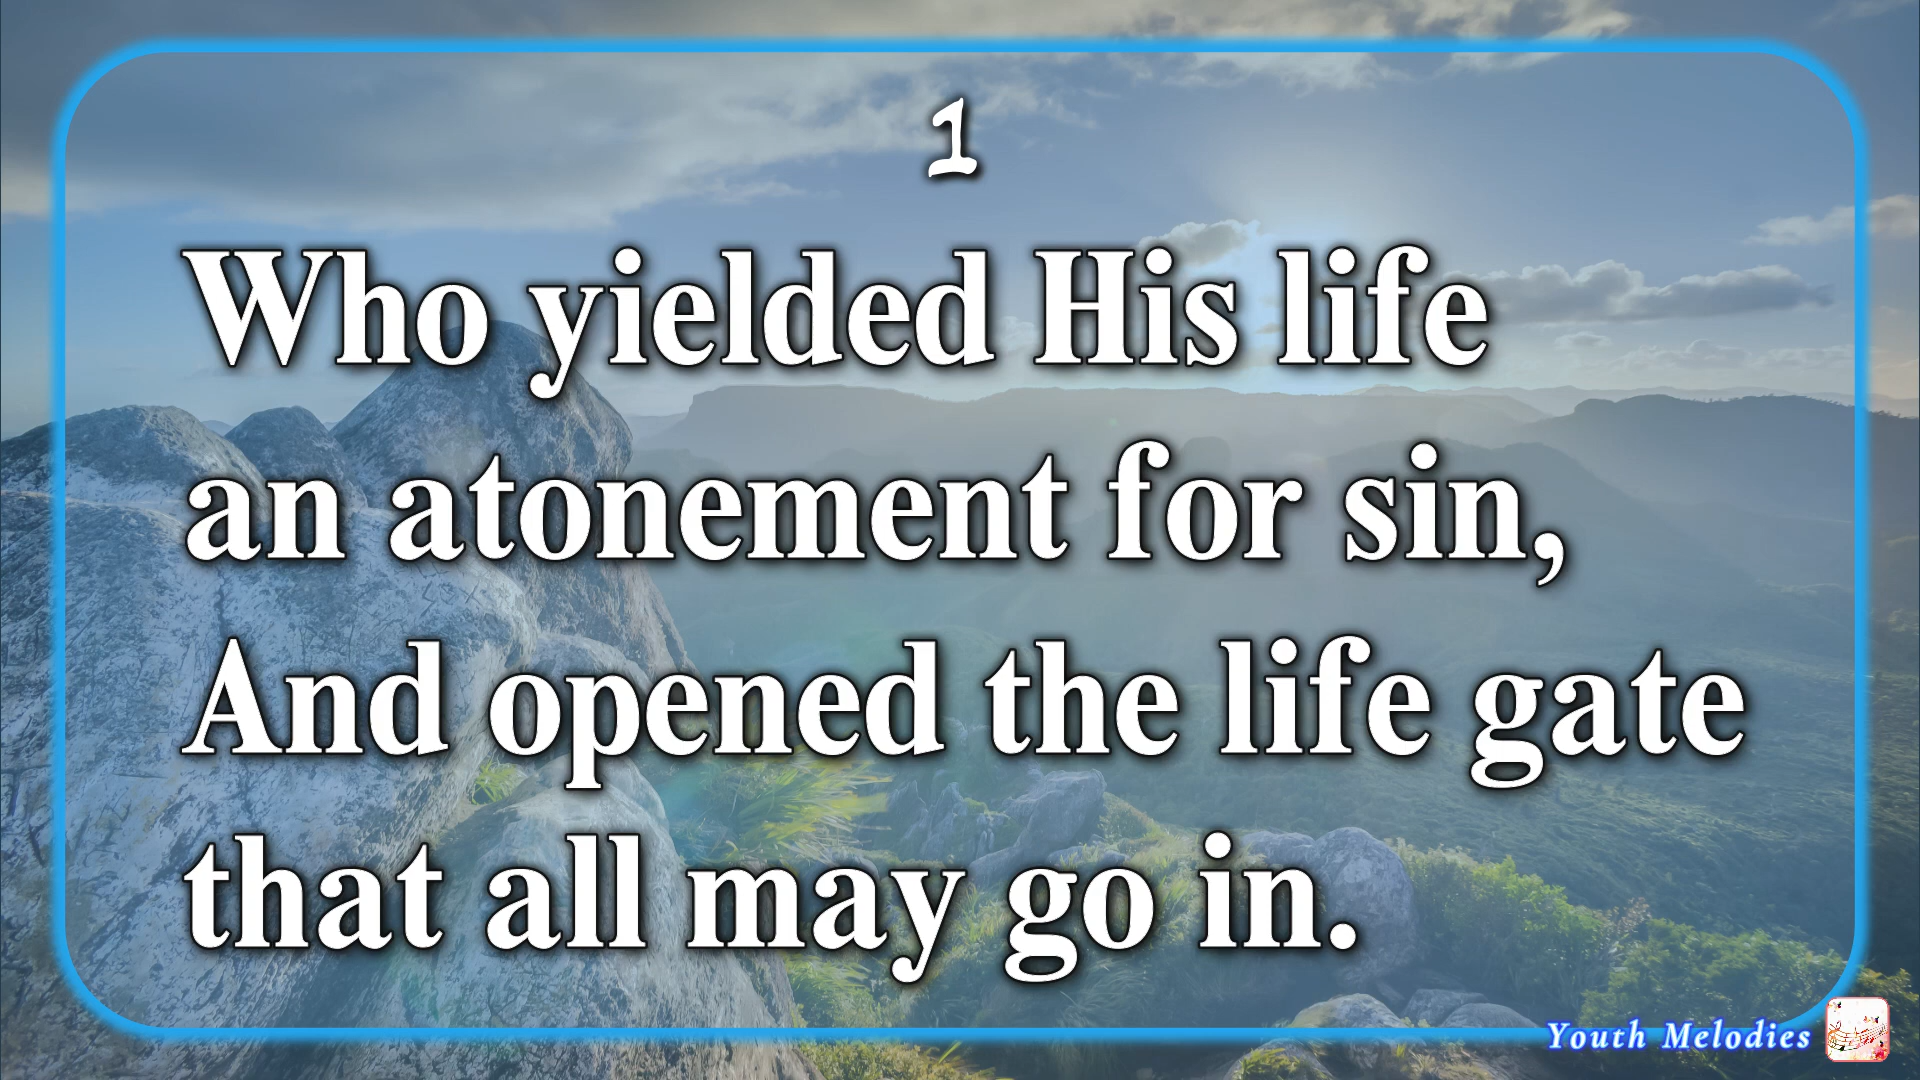 1
Who yielded His life
an atonement for sin,
And opened the life gate
that all may go in.
Youth Melodies